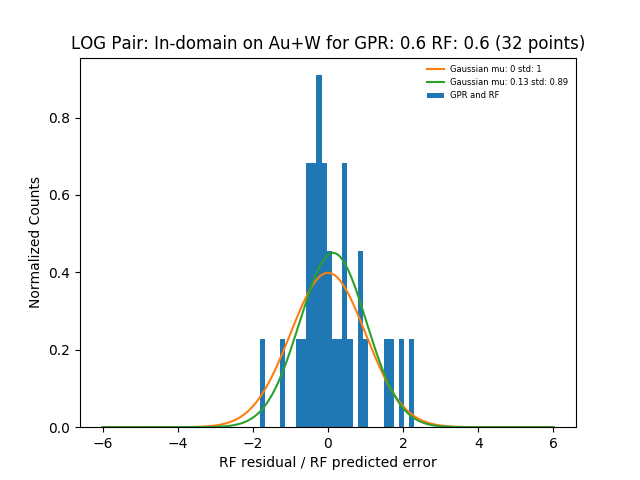 LOG Pair: In-domain on Au+W for GPR: 0.6 RF: 0.6 (32 points)
Gaussian mu: 0 std: 1
Gaussian mu: 0.13 std: 0.89
GPR and RF
Normalized Counts
0.8
0.6
0.4
0.2
0.0
−6 −4 −2 0 2 4 6
RF residual / RF predicted error